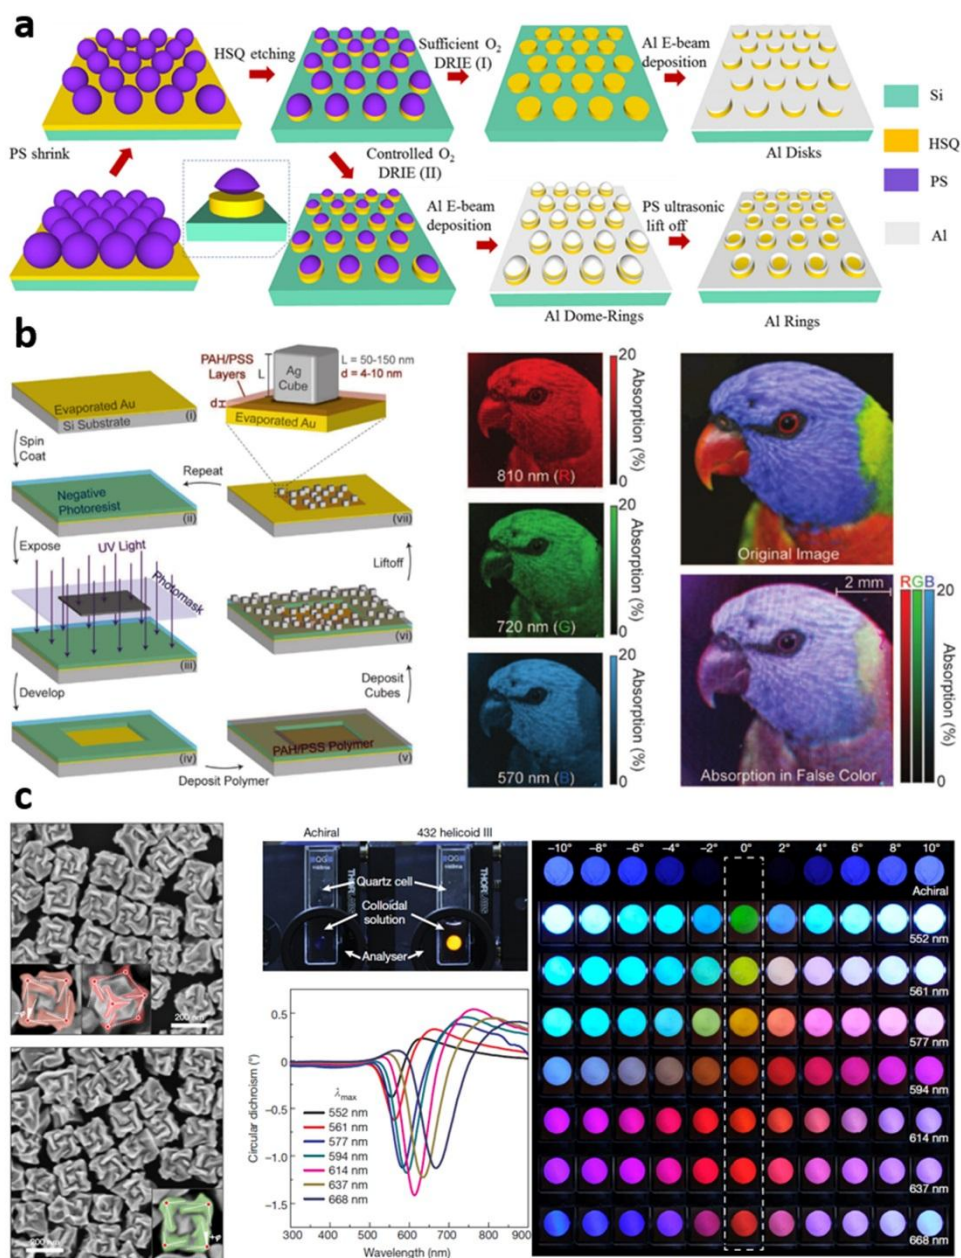 a
HSQ etching
Sufficient O2
DRIE (I)
Al E-beam
deposition
Si
HSQ
PS
Al
PS shrink
Controlled O2
DRIE (II)
Al Disks
Al E-beam
deposition
PS ultrasonic
lift off
Al Dome-Rings
Al Rings
b
Evaporated Au
Si Substrate
(i)
Spin
Coat
PAH/PSS
Layers
L
Ag
Cube
L = 50-150 nm
d = 4-10 nm
d
Evaporated Au
Repeat
Negative
Photoresist
(ii)
(vii)
Expose
UV Light
Photomask
Liftoff
(iii)
(vi)
Develop
Deposit
Cubes
(iv)
PAH/PSS Polymer
(v)
Deposit Polymer
20
Absorption (%)
0
810 nm (R)
20
Absorption (%)
0
720 nm (G)
20
Absorption (%)
0
570 nm (B)
Original Image
2 mm
R G B
20
Absorption (%)
0
Absorption in False Color
c
-φ
200 nm
200 nm
+φ
Achiral
432 helicoid III
QG
QG
THOR
Quartz cell
Colloidal
solution
Analyser
Circular dichroism (°)
0.5
0
−0.5
−1.0
−1.5
λmax
552 nm
561 nm
577 nm
594 nm
614 nm
637 nm
668 nm
300 400 500 600 700 800 900
Wavelength (nm)
−10° −8° −6° −4° −2° 0° 2° 4° 6° 8° 10°
Achiral
552 nm
561 nm
577 nm
594 nm
614 nm
637 nm
668 nm